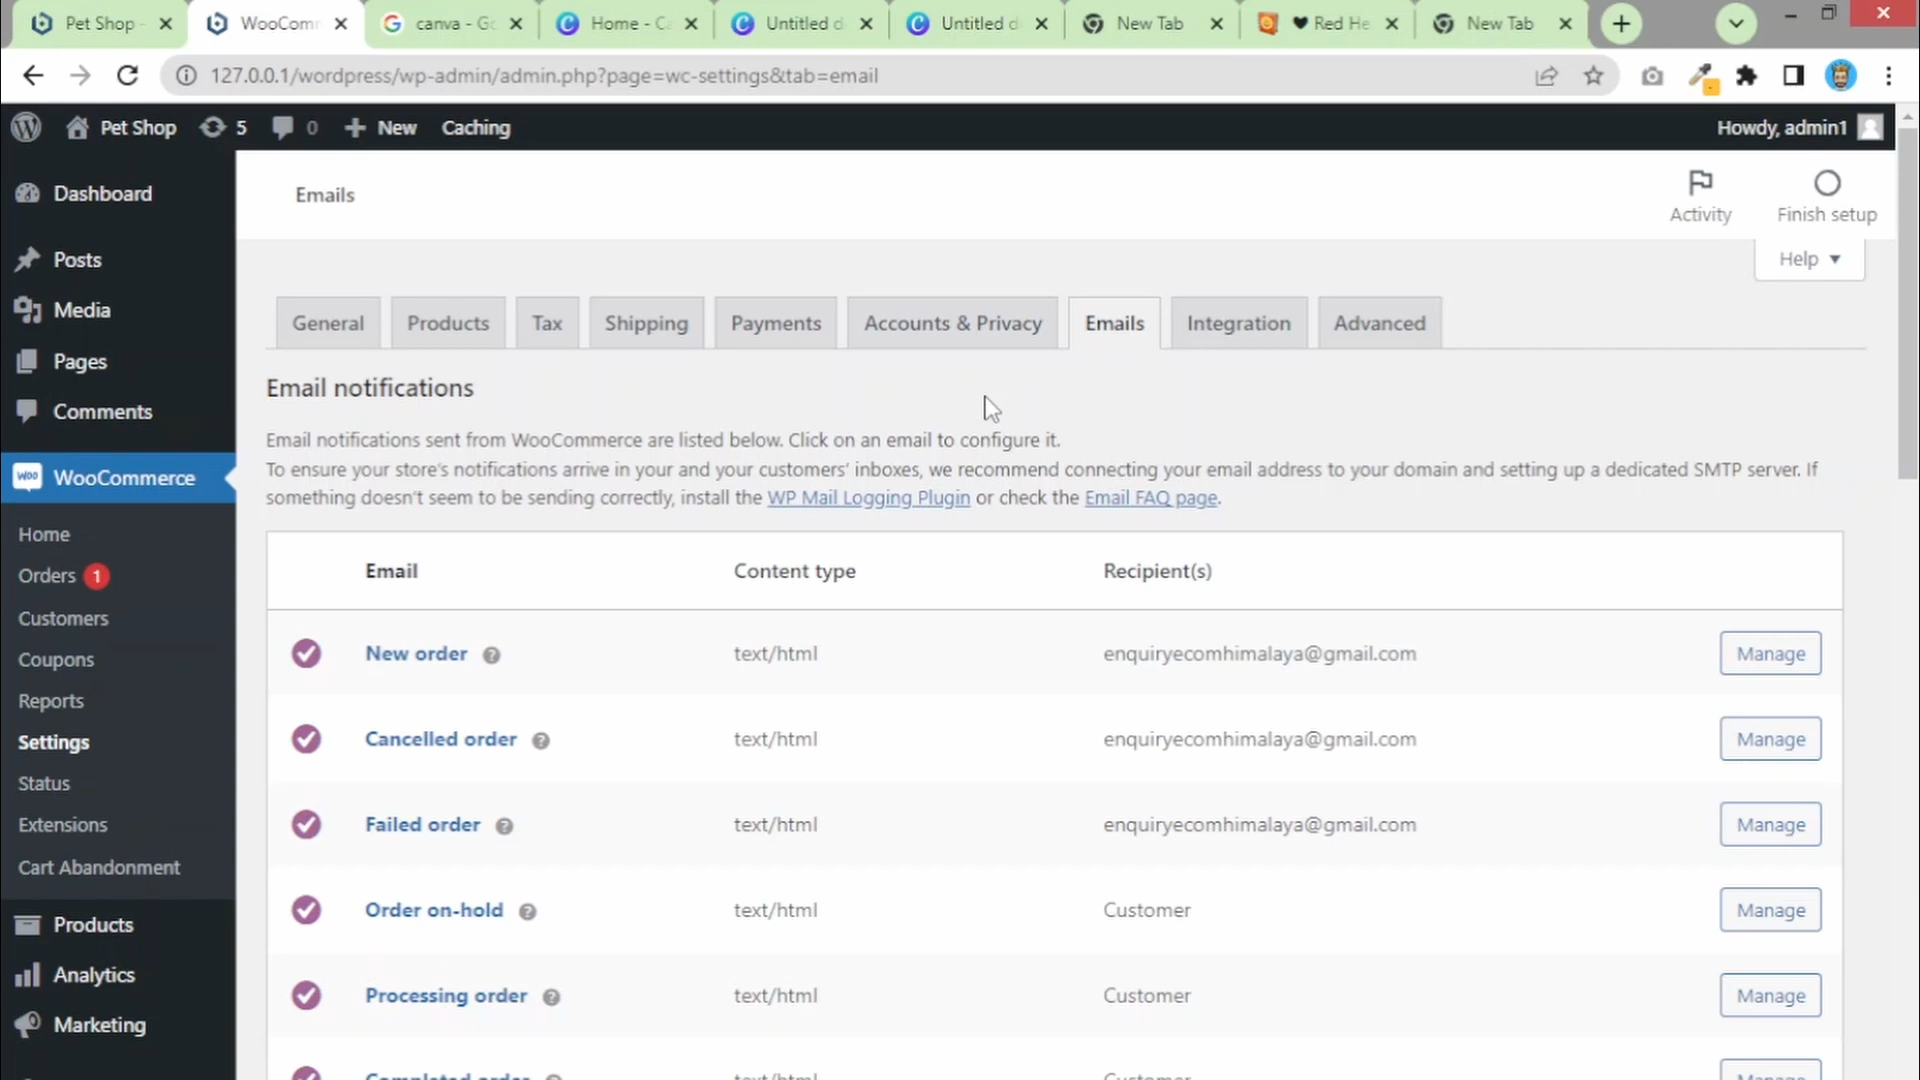 Pet Shop -
WooComm
canva - Go
Home - Ca
Untitled d
Untitled d
New Tab
♥ Red He
New Tab
127.0.0.1/wordpress/wp-admin/admin.php?page=wc-settings&tab=email
Pet Shop 5 0 New Caching
Howdy, admin1
Dashboard
Posts
Media
Pages
Comments
WooCommerce
Home
Orders 1
Customers
Coupons
Reports
Settings
Status
Extensions
Cart Abandonment
Products
Analytics
Marketing
Emails
Activity
Finish setup
Help
General Products Tax Shipping Payments Accounts & Privacy Emails Integration Advanced
Email notifications
Email notifications sent from WooCommerce are listed below. Click on an email to configure it.
To ensure your store's notifications arrive in your and your customers' inboxes, we recommend connecting your email address to your domain and setting up a dedicated SMTP server. If
something doesn't seem to be sending correctly, install the WP Mail Logging Plugin or check the Email FAQ page.
Email Content type Recipient(s)
New order text/html enquiryecomhimalaya@gmail.com Manage
Cancelled order text/html enquiryecomhimalaya@gmail.com Manage
Failed order text/html enquiryecomhimalaya@gmail.com Manage
Order on-hold text/html Customer Manage
Processing order text/html Customer Manage
Completed order text/html Customer Manage